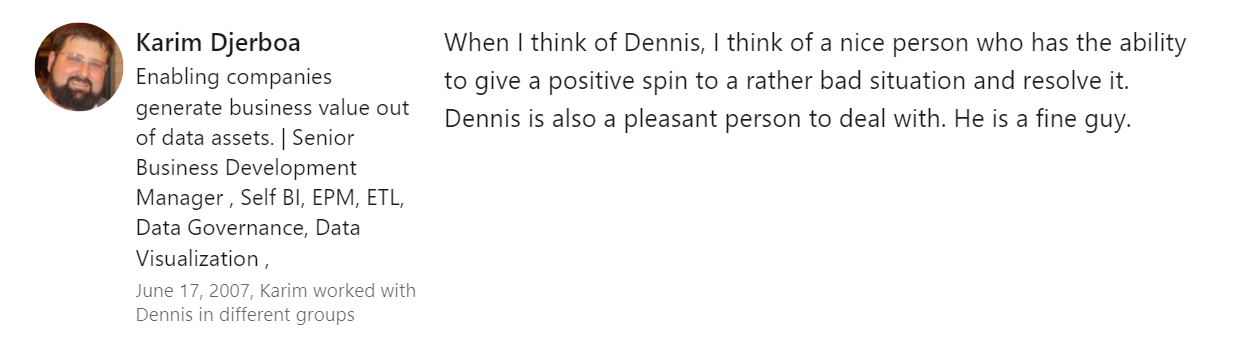 Karim Djerboa
Enabling companies
generate business value out
of data assets. | Senior
Business Development
Manager , Self BI, EPM, ETL,
Data Governance, Data
Visualization ,
June 17, 2007, Karim worked with
Dennis in different groups
When I think of Dennis, I think of a nice person who has the ability
to give a positive spin to a rather bad situation and resolve it.
Dennis is also a pleasant person to deal with. He is a fine guy.